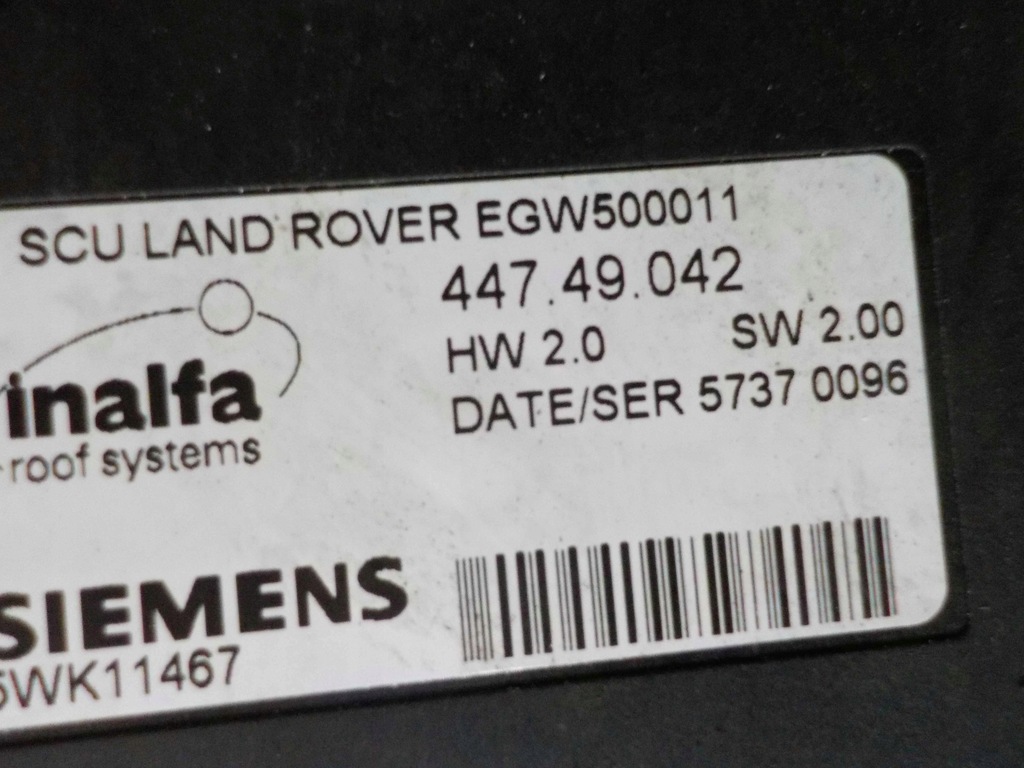 SCU LAND ROVER EGW500011
447.49.042
HW 2.0 SW 2.00
DATE/SER 5737 0096
inalfa
roof systems
SIEMENS
5WK11467